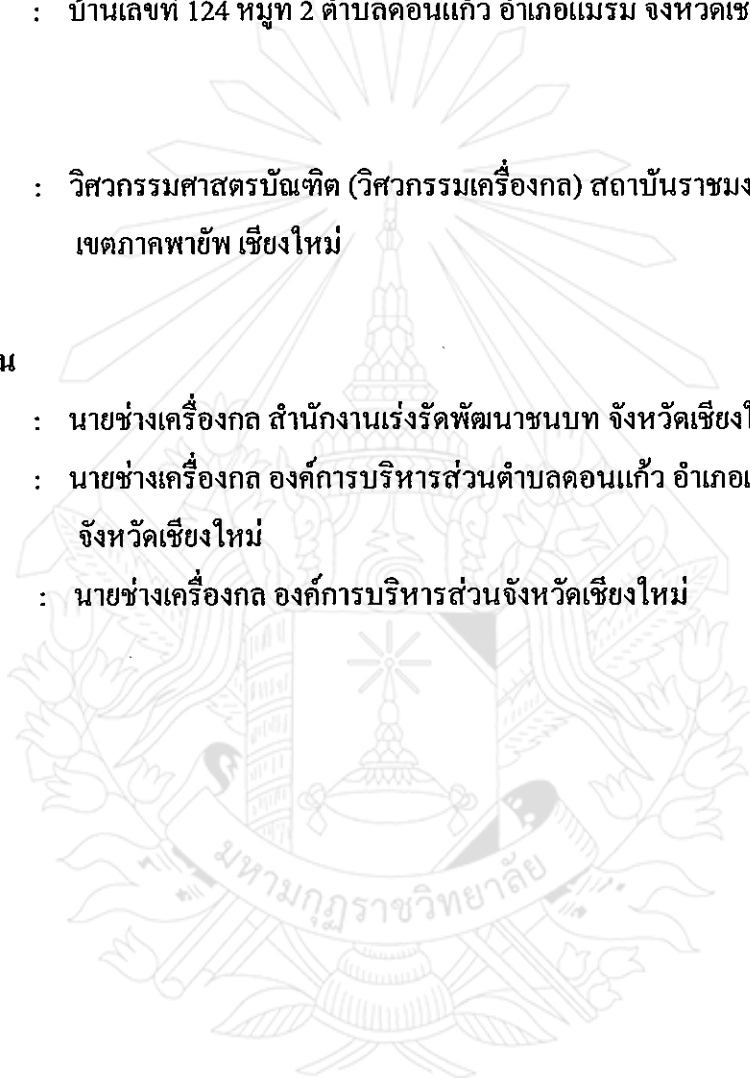 : บ้านเลขที่ 124 หมู่ที่ 2 ตำบลดอนแก้ว อำเภอแม่ริม จังหวัดเชี
: วิศวกรรมศาสตรบัณฑิต (วิศวกรรมเครื่องกล) สถาบันราชมง
เขตภาคพายัพ เชียงใหม่
น
: นายช่างเครื่องกล สำนักงานเร่งรัดพัฒนาชนบท จังหวัดเชียงใ
: นายช่างเครื่องกล องค์การบริหารส่วนตำบลดอนแก้ว อำเภอแ
จังหวัดเชียงใหม่
: นายช่างเครื่องกล องค์การบริหารส่วนจังหวัดเชียงใหม่
มหามกุฏราชวิทยาลัย